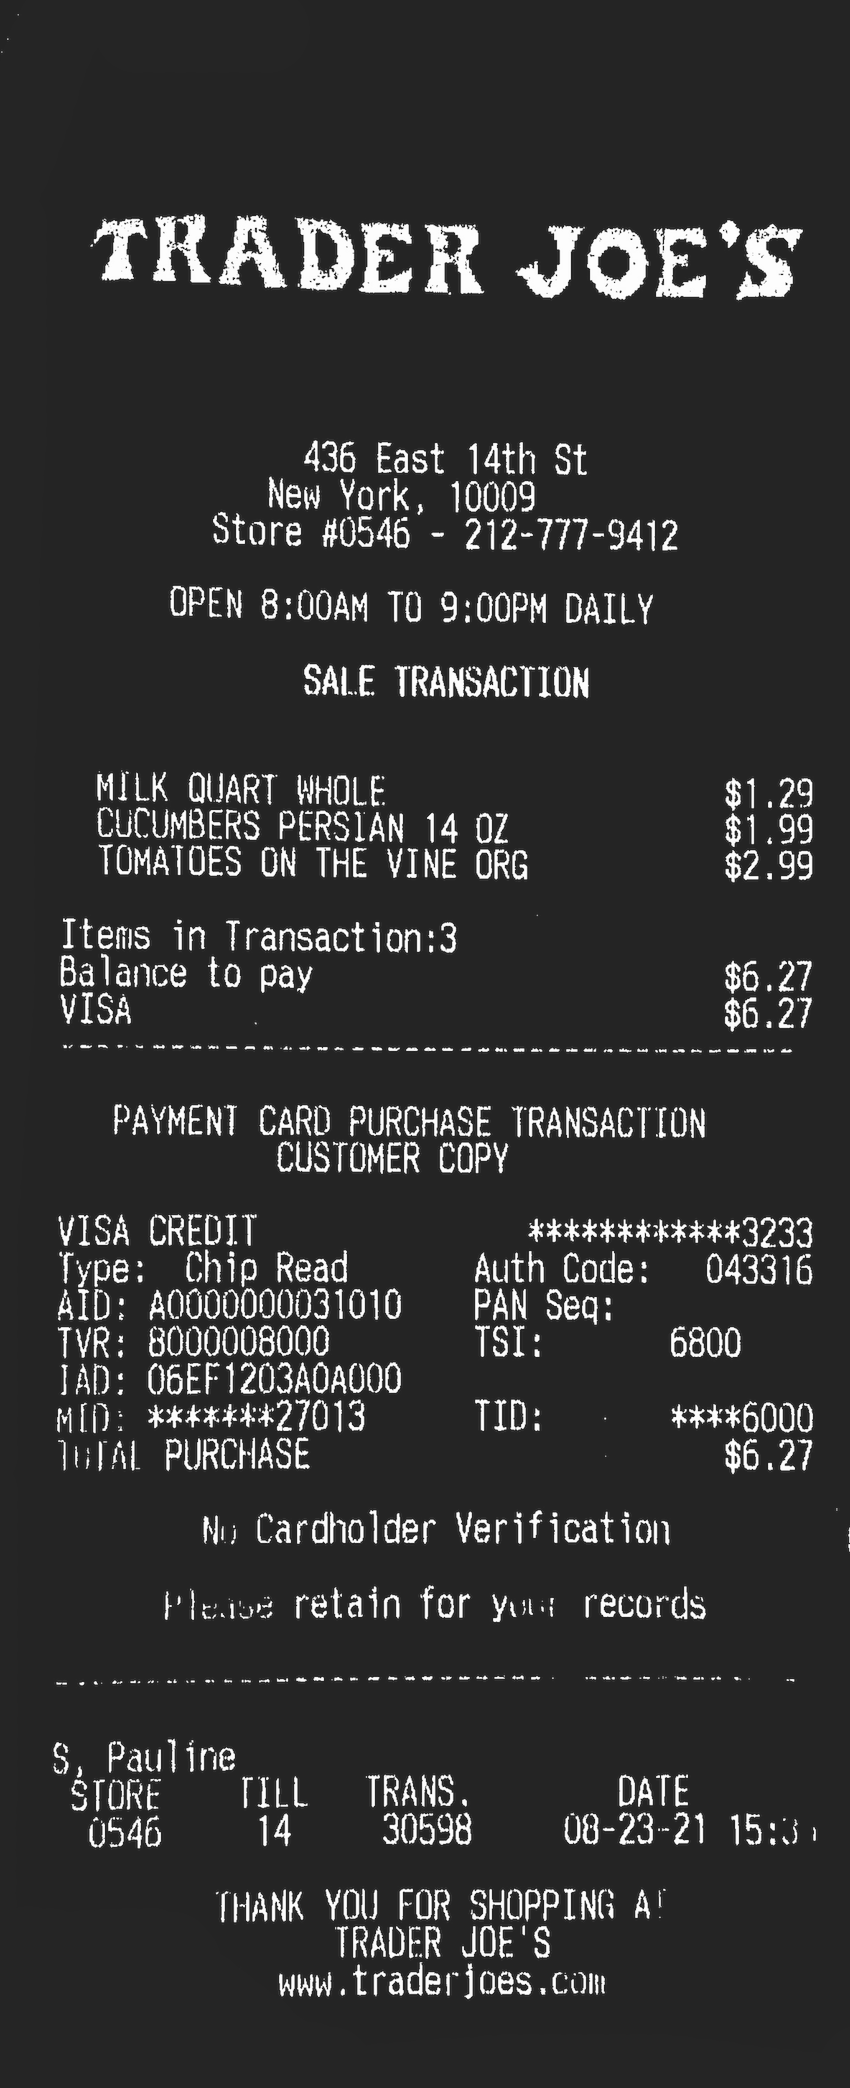 TRADER JOE'S
436 East 14th St
New York, 10009
Store #0546 - 212-777-9412
OPEN 8:00AM TO 9:00PM DAILY
SALE TRANSACTION
MILK QUART WHOLE $1.29
CUCUMBERS PERSIAN 14 OZ $1.99
TOMATOES ON THE VINE ORG $2.99
Items in Transaction:3
Balance to pay $6.27
VISA $6.27
PAYMENT CARD PURCHASE TRANSACTION
CUSTOMER COPY
VISA CREDIT ************3233
Type: Chip Read Auth Code: 043316
AID: A0000000031010 PAN Seq:
TVR: 8000008000 TSI: 6800
IAD: 06EF1203A0A000
MID: *******27013 TID: ****6000
TOTAL PURCHASE $6.27
No Cardholder Verification
Please retain for your records
S, Pauline
STORE TILL TRANS. DATE
0546 14 30598 08-23-21
THANK YOU FOR SHOPPING AT
TRADER JOE'S
www.traderjoes.com